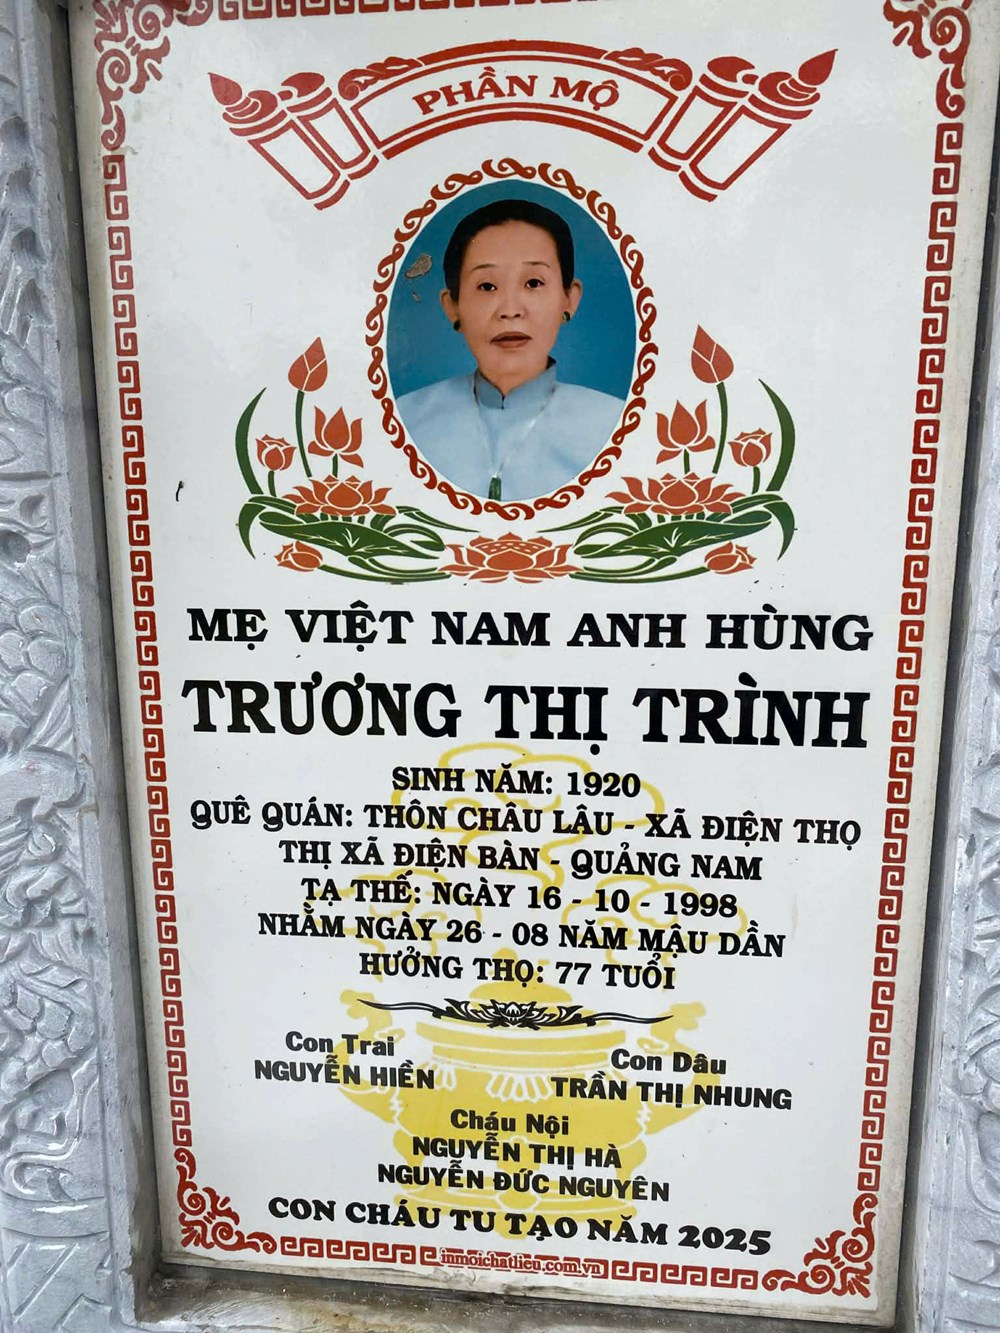 PHẦN MỘ
MẸ VIỆT NAM ANH HÙNG
TRƯƠNG THỊ TRÌNH
SINH NĂM: 1920
QUÊ QUÁN: THÔN CHÂU LÂU - XÃ ĐIỆN THỌ
THỊ XÃ ĐIỆN BÀN - QUẢNG NAM
TẠ THẾ: NGÀY 16 - 10 - 1998
NHẰM NGÀY 26 - 08 NĂM MẬU DẦN
HƯỞNG THỌ: 77 TUỔI
Con Trai
NGUYỄN HIỀN
Con Dâu
TRẦN THỊ NHUNG
Cháu Nội
NGUYỄN THỊ HÀ
NGUYỄN ĐỨC NGUYÊN
CON CHÁU TU TẠO NĂM 2025
inmoichatlieu.com.vn